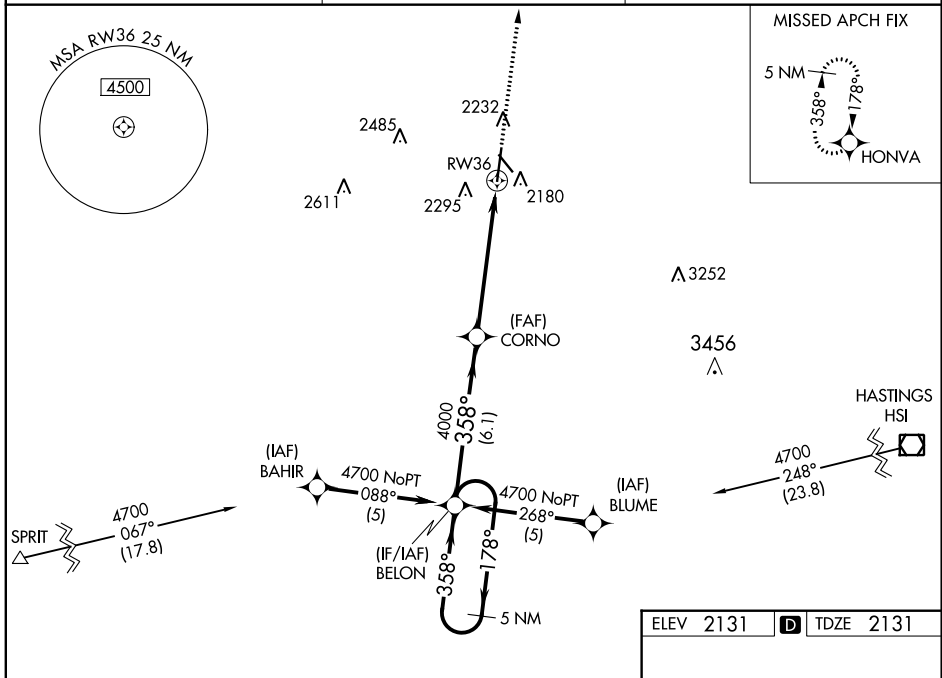 MSA RW36 25 NM
4500
MISSED APCH FIX
5 NM
358°
178°
HONVA
2232
2485
RW36
2611
2295
2180
3252
(FAF)
CORNO
3456
HASTINGS
HSI
4000
358°
(6.1)
4700
248°
(23.8)
(IAF)
BAHIR
4700 NoPT
088°
(5)
4700 NoPT
268°
(5)
(IAF)
BLUME
SPRIT
4700
067°
(17.8)
(IF/IAF)
BELON
358°
178°
5 NM
ELEV 2131 D TDZE 2131